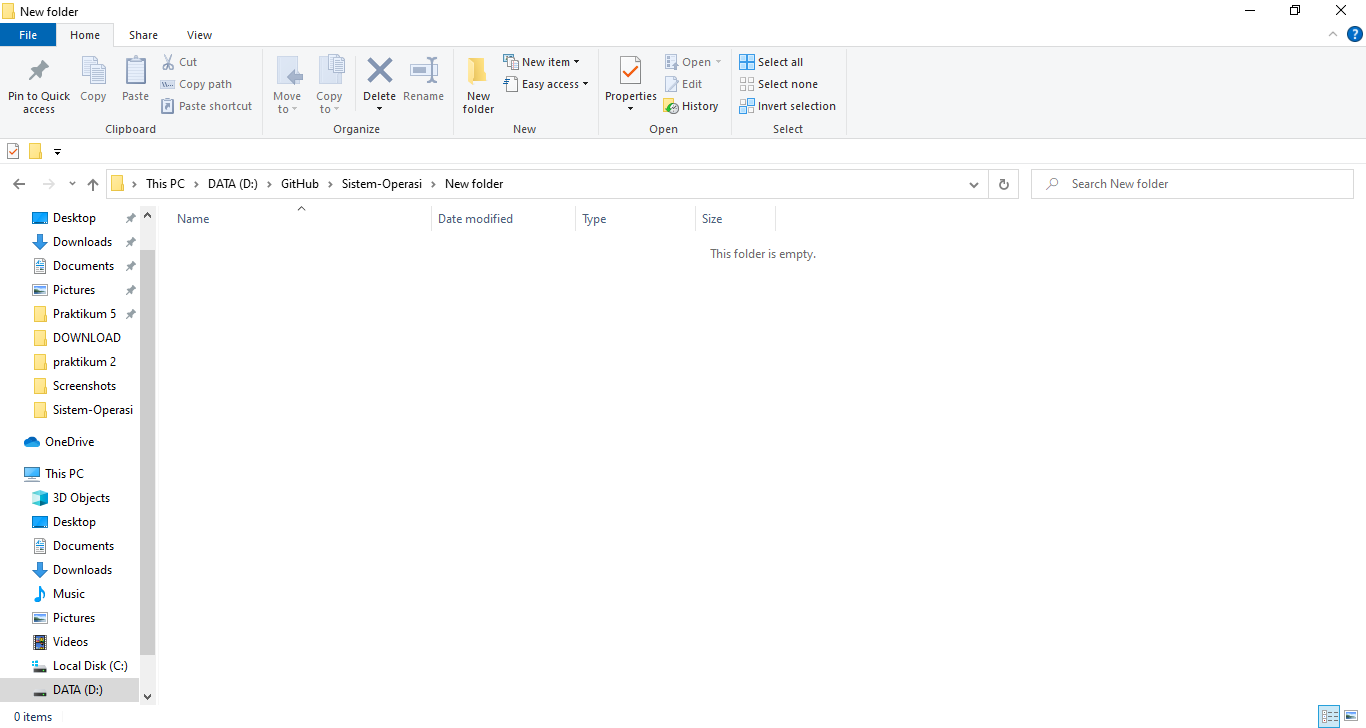 New folder
File Home Share View
Pin to Quick access
Copy
Paste
Cut
Copy path
Paste shortcut
Clipboard
Move to
Copy to
Delete
Rename
Organize
New folder
New item
Easy access
New
Properties
Open
Edit
History
Open
Select all
Select none
Invert selection
Select
This PC › DATA (D:) › GitHub › Sistem-Operasi › New folder
Search New folder
Name Date modified Type Size
This folder is empty.
Desktop
Downloads
Documents
Pictures
Praktikum 5
DOWNLOAD
praktikum 2
Screenshots
Sistem-Operasi
OneDrive
This PC
3D Objects
Desktop
Documents
Downloads
Music
Pictures
Videos
Local Disk (C:)
DATA (D:)
0 items